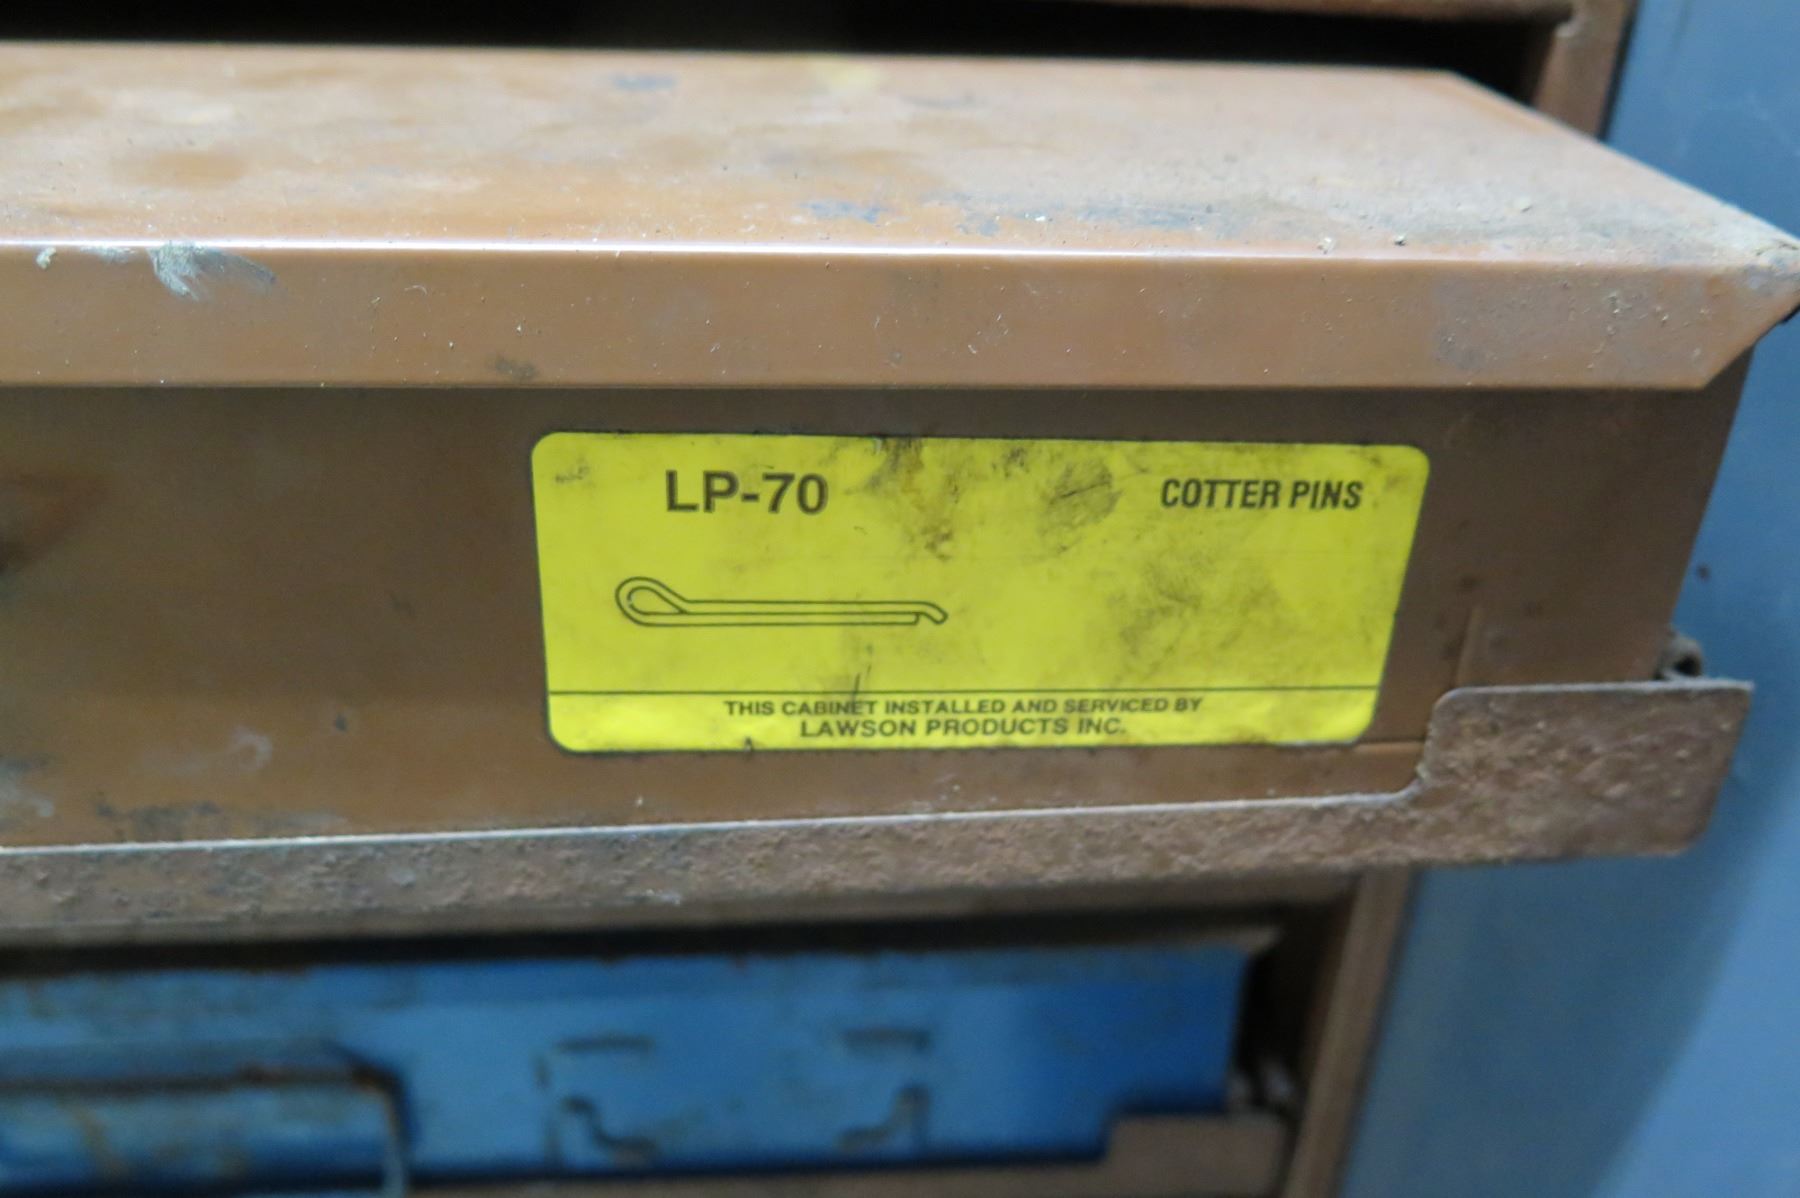 LP-70
COTTER PINS
THIS CABINET INSTALLED AND SERVICED BY
LAWSON PRODUCTS INC.